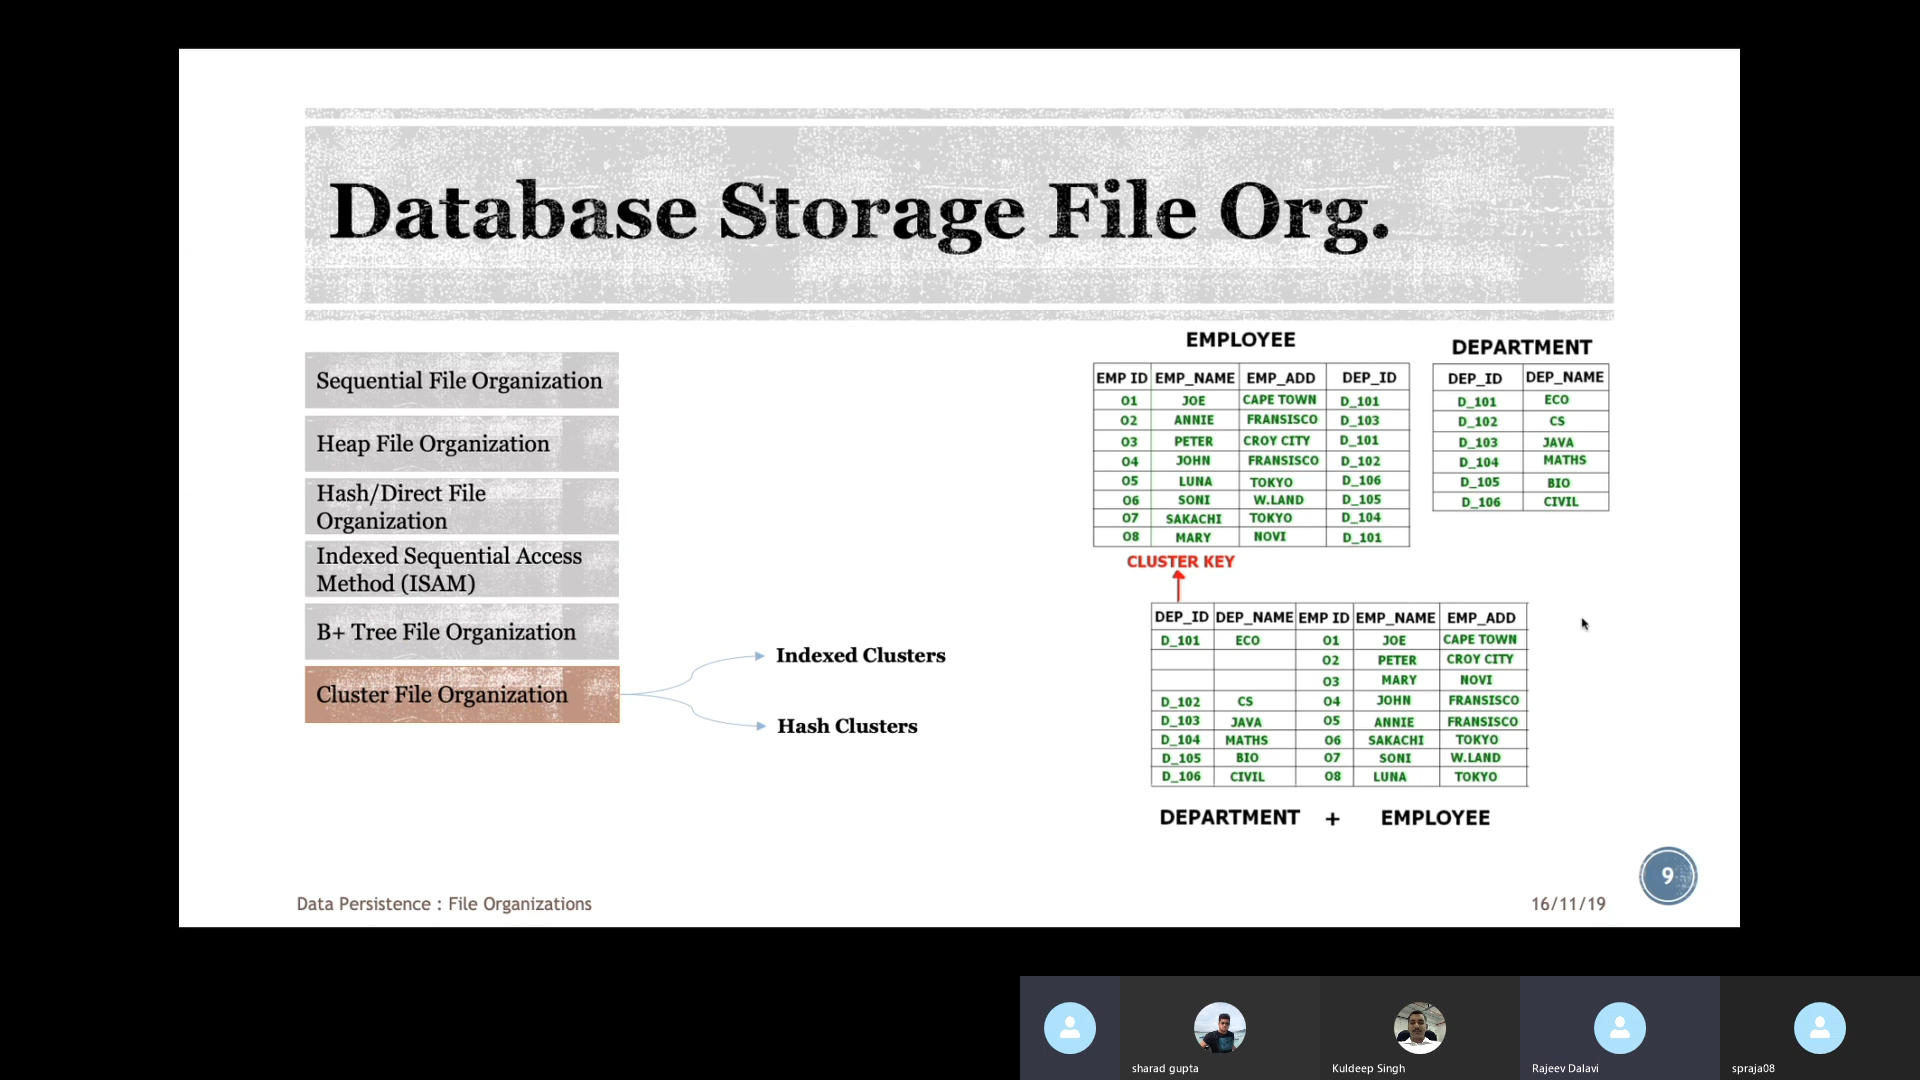 Database Storage File Org.
Sequential File Organization
Heap File Organization
Hash/Direct File
Organization
Indexed Sequential Access
Method (ISAM)
B+ Tree File Organization
Cluster File Organization
Indexed Clusters
Hash Clusters
EMPLOYEE
EMP ID EMP_NAME EMP_ADD DEP_ID
01 JOE CAPE TOWN D_101
02 ANNIE FRANSISCO D_103
03 PETER CROY CITY D_101
04 JOHN FRANSISCO D_102
05 LUNA TOKYO D_106
06 SONI W.LAND D_105
07 SAKACHI TOKYO D_104
08 MARY NOVI D_101
DEPARTMENT
DEP_ID DEP_NAME
D_101 ECO
D_102 CS
D_103 JAVA
D_104 MATHS
D_105 BIO
D_106 CIVIL
CLUSTER KEY
DEP_ID DEP_NAME EMP ID EMP_NAME EMP_ADD
D_101 ECO 01 JOE CAPE TOWN
02 PETER CROY CITY
03 MARY NOVI
D_102 CS 04 JOHN FRANSISCO
D_103 JAVA 05 ANNIE FRANSISCO
D_104 MATHS 06 SAKACHI TOKYO
D_105 BIO 07 SONI W.LAND
D_106 CIVIL 08 LUNA TOKYO
DEPARTMENT + EMPLOYEE
9
Data Persistence : File Organizations
16/11/19
sharad gupta
Kuldeep Singh
Rajeev Dalavi
spraja08